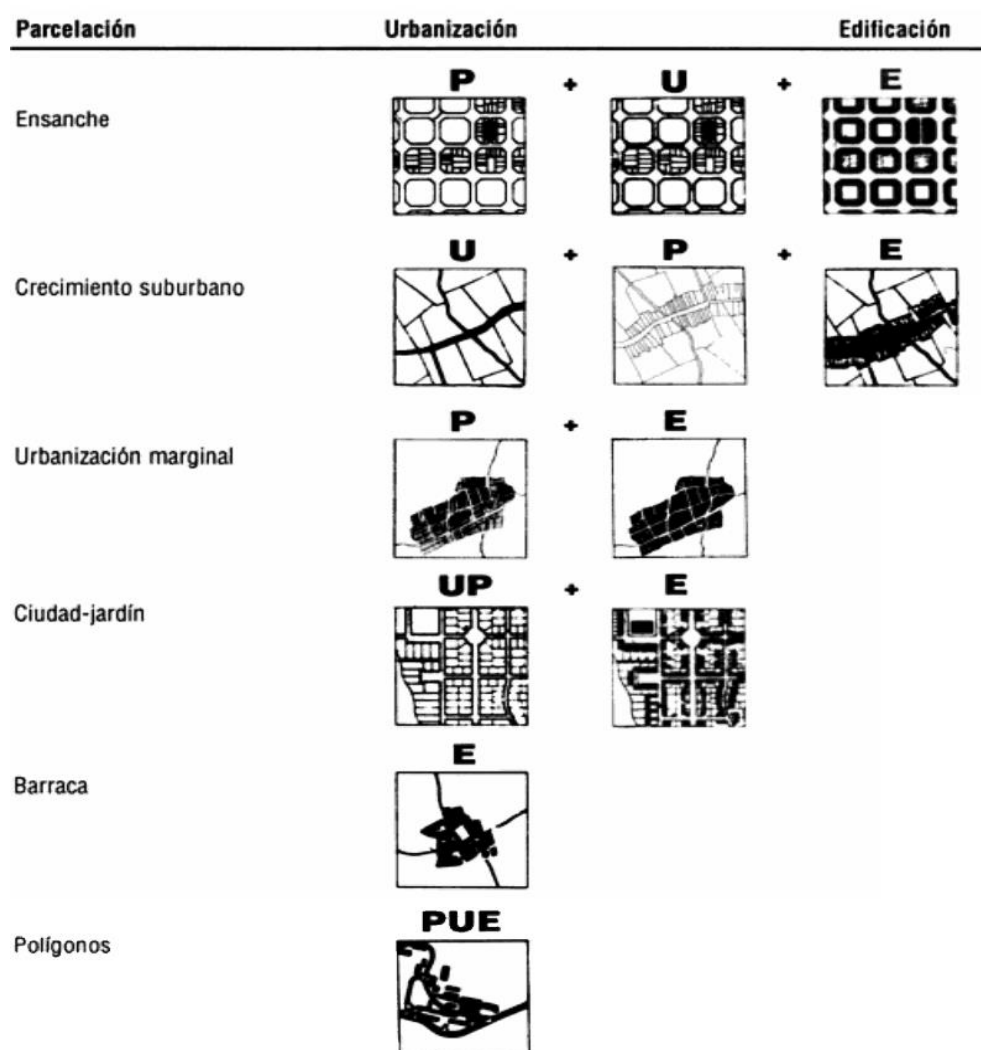 Parcelación Urbanización Edificación
P + U + E
Ensanche
U + P + E
Crecimiento suburbano
P + E
Urbanización marginal
UP + E
Ciudad-jardín
E
Barraca
PUE
Polígonos